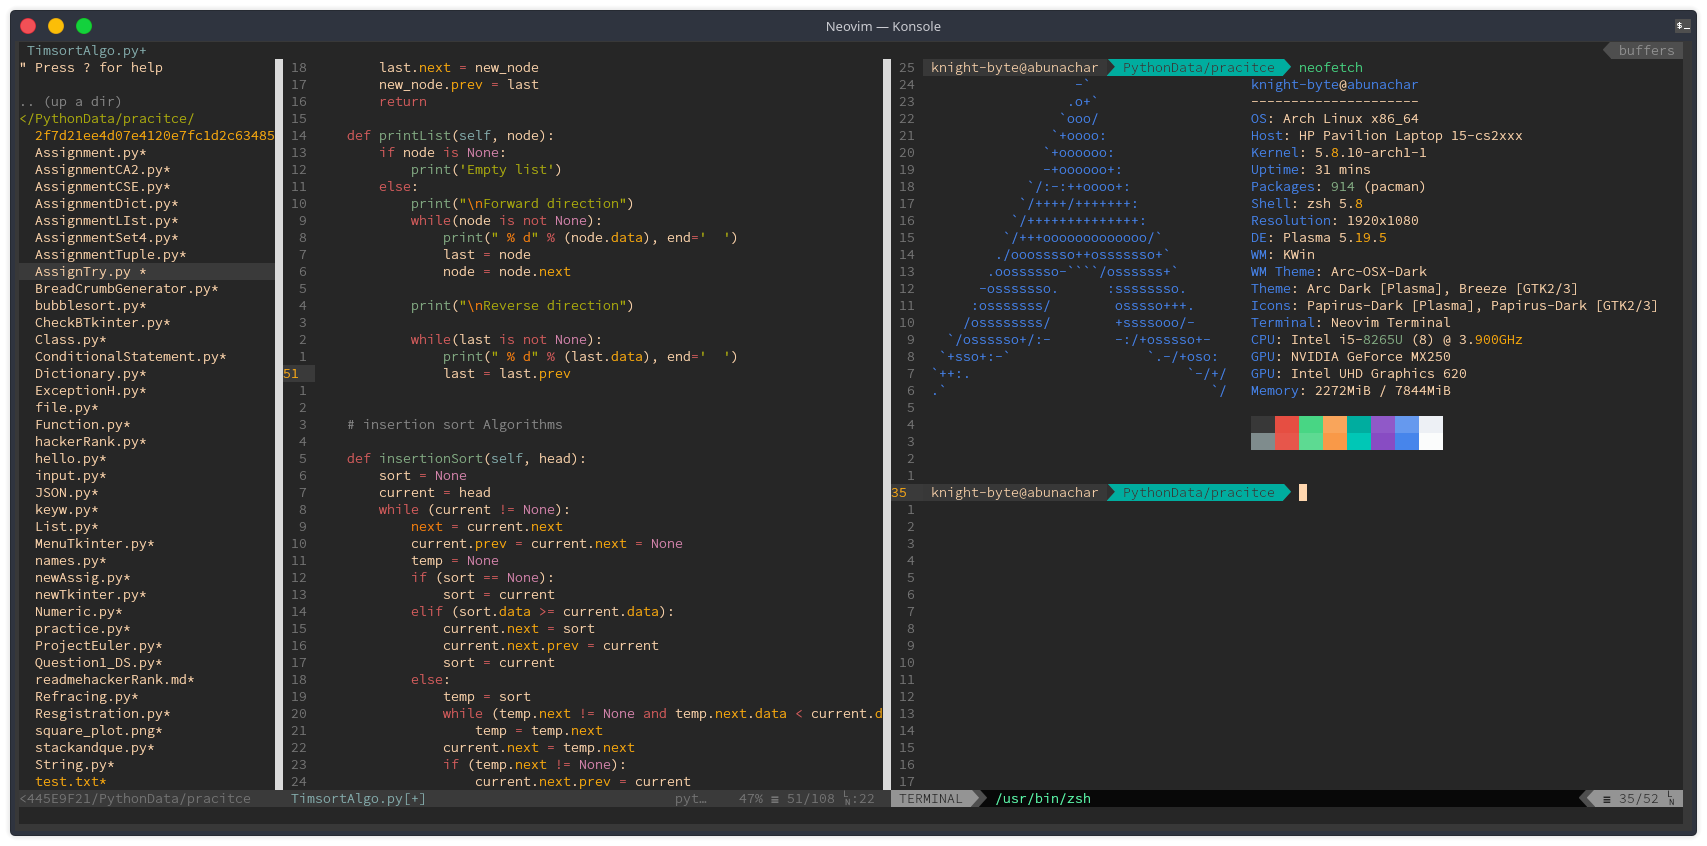 Neovim — Konsole
TimsortAlgo.py+
buffers
" Press ? for help
.. (up a dir)
</PythonData/pracitce/
2f7d21ee4d07e4120e7fc1d2c63485
Assignment.py*
AssignmentCA2.py*
AssignmentCSE.py*
AssignmentDict.py*
AssignmentLIst.py*
AssignmentSet4.py*
AssignmentTuple.py*
AssignTry.py *
BreadCrumbGenerator.py*
bubblesort.py*
CheckBTkinter.py*
Class.py*
ConditionalStatement.py*
Dictionary.py*
ExceptionH.py*
file.py*
Function.py*
hackerRank.py*
hello.py*
input.py*
JSON.py*
keyw.py*
List.py*
MenuTkinter.py*
names.py*
newAssig.py*
newTkinter.py*
Numeric.py*
practice.py*
ProjectEuler.py*
Question1_DS.py*
readmehackerRank.md*
Refracing.py*
Resgistration.py*
square_plot.png*
stackandque.py*
String.py*
test.txt*
<445E9F21/PythonData/pracitce
18 last.next = new_node
17 new_node.prev = last
16 return
15
14 def printList(self, node):
13 if node is None:
12 print('Empty list')
11 else:
10 print("\nForward direction")
9 while(node is not None):
8 print(" % d" % (node.data), end='  ')
7 last = node
6 node = node.next
5
4 print("\nReverse direction")
3
2 while(last is not None):
1 print(" % d" % (last.data), end='  ')
51 last = last.prev
1
2
3 # insertion sort Algorithms
4
5 def insertionSort(self, head):
6 sort = None
7 current = head
8 while (current != None):
9 next = current.next
10 current.prev = current.next = None
11 temp = None
12 if (sort == None):
13 sort = current
14 elif (sort.data >= current.data):
15 current.next = sort
16 current.next.prev = current
17 sort = current
18 else:
19 temp = sort
20 while (temp.next != None and temp.next.data < current.d
21 temp = temp.next
22 current.next = temp.next
23 if (temp.next != None):
24 current.next.prev = current
TimsortAlgo.py[+] pyt… 47% ≡ 51/108 LN:22
25 knight-byte@abunachar PythonData/pracitce neofetch
24 -` knight-byte@abunachar
23 .o+` ---------------------
22 `ooo/ OS: Arch Linux x86_64
21 `+oooo: Host: HP Pavilion Laptop 15-cs2xxx
20 `+oooooo: Kernel: 5.8.10-arch1-1
19 -+oooooo+: Uptime: 31 mins
18 `/:-:++oooo+: Packages: 914 (pacman)
17 `/++++/+++++++: Shell: zsh 5.8
16 `/++++++++++++++: Resolution: 1920x1080
15 `/+++ooooooooooooo/` DE: Plasma 5.19.5
14 ./ooosssso++osssssso+` WM: KWin
13 .oossssso-````/ossssss+` WM Theme: Arc-OSX-Dark
12 -osssssso. :ssssssso. Theme: Arc Dark [Plasma], Breeze [GTK2/3]
11 :osssssss/ osssso+++. Icons: Papirus-Dark [Plasma], Papirus-Dark [GTK2/3]
10 /ossssssss/ +ssssooo/- Terminal: Neovim Terminal
9 `/ossssso+/:- -:/+osssso+- CPU: Intel i5-8265U (8) @ 3.900GHz
8 `+sso+:-` `.-/+oso: GPU: NVIDIA GeForce MX250
7 `++:. `-/+/ GPU: Intel UHD Graphics 620
6 .` `/ Memory: 2272MiB / 7844MiB
5
4
3
2
1
35 knight-byte@abunachar PythonData/pracitce
1
2
3
4
5
6
7
8
9
10
11
12
13
14
15
16
17
TERMINAL /usr/bin/zsh ≡ 35/52 LN